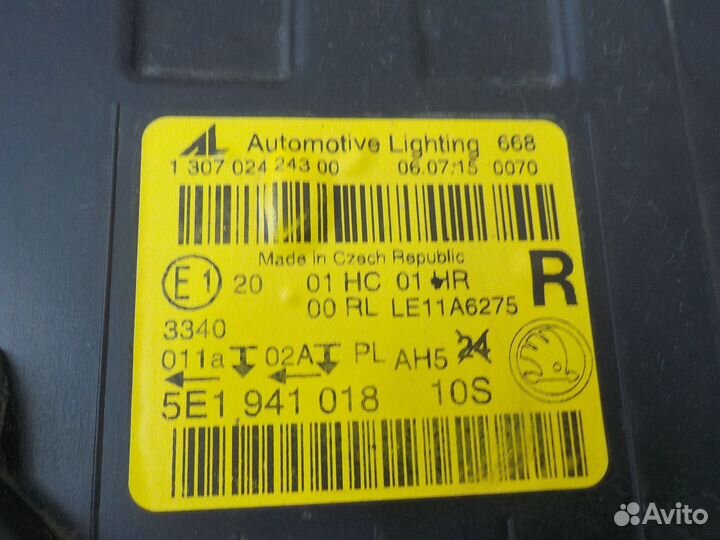 AL Automotive Lighting 668
1 307 024 243 00 06.07.15 0070
Made in Czech Republic
E1 20 01 HC 01 HR R
00 RL LE11A6275
3340
011a 02A PL AH5 24
5E1 941 018 10S
Avito